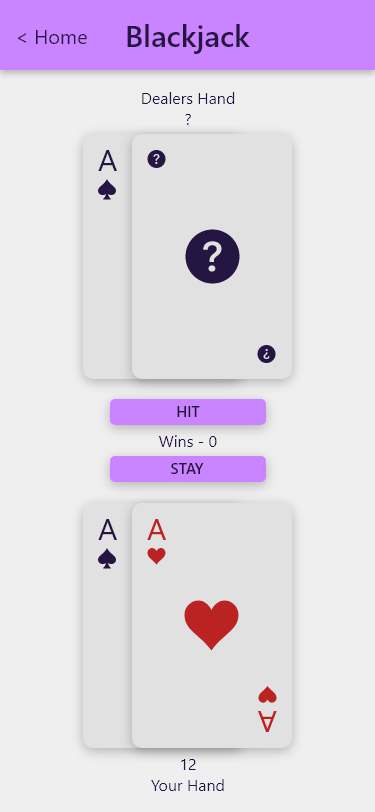 < Home
Blackjack
Dealers Hand
?
A
?
?
?
HIT
Wins - 0
STAY
A
A
A
12
Your Hand